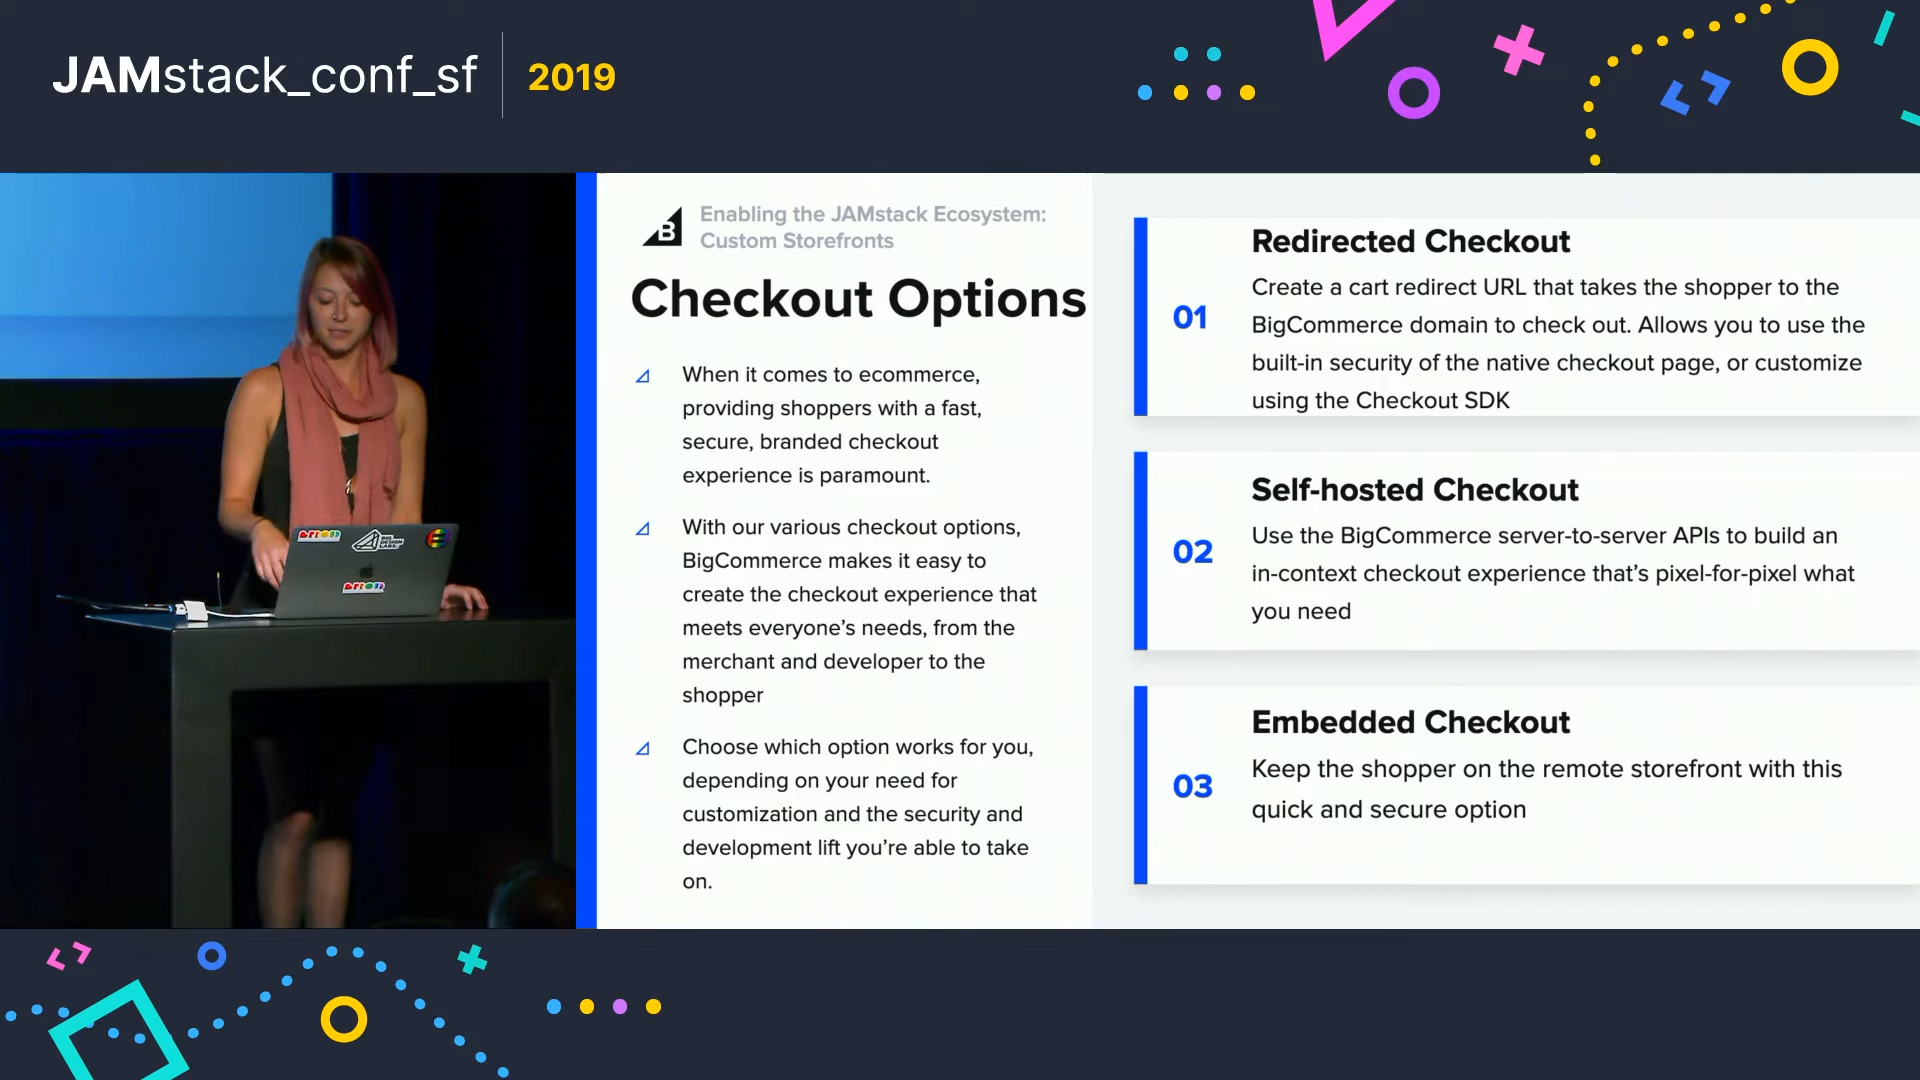 JAMstack_conf_sf
2019
Enabling the JAMstack Ecosystem:
Custom Storefronts
B
Checkout Options
When it comes to ecommerce,
providing shoppers with a fast,
secure, branded checkout
experience is paramount.
With our various checkout options,
BigCommerce makes it easy to
create the checkout experience that
meets everyone’s needs, from the
merchant and developer to the
shopper
Choose which option works for you,
depending on your need for
customization and the security and
development lift you’re able to take
on.
01
Redirected Checkout
Create a cart redirect URL that takes the shopper to the
BigCommerce domain to check out. Allows you to use the
built-in security of the native checkout page, or customize
using the Checkout SDK
02
Self-hosted Checkout
Use the BigCommerce server-to-server APIs to build an
in-context checkout experience that’s pixel-for-pixel what
you need
03
Embedded Checkout
Keep the shopper on the remote storefront with this
quick and secure option